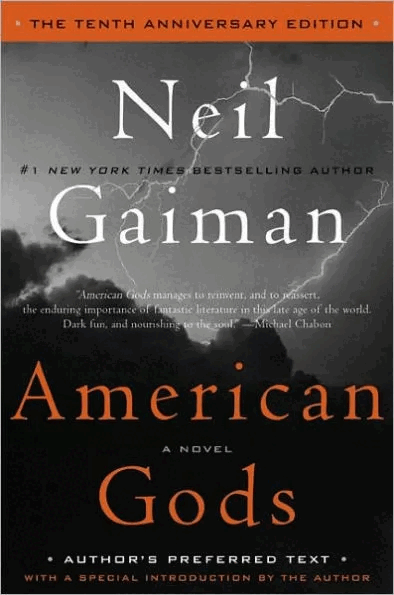 • THE TENTH ANNIVERSARY EDITION •
Neil
#1 NEW YORK TIMES BESTSELLING AUTHOR
Gaiman
"American Gods manages to reinvent, and to reassert,
the enduring importance of fantastic literature in this late age of the world.
Dark fun, and nourishing to the soul." —Michael Chabon
American
A NOVEL
Gods
• AUTHOR'S PREFERRED TEXT •
WITH A SPECIAL INTRODUCTION BY THE AUTHOR